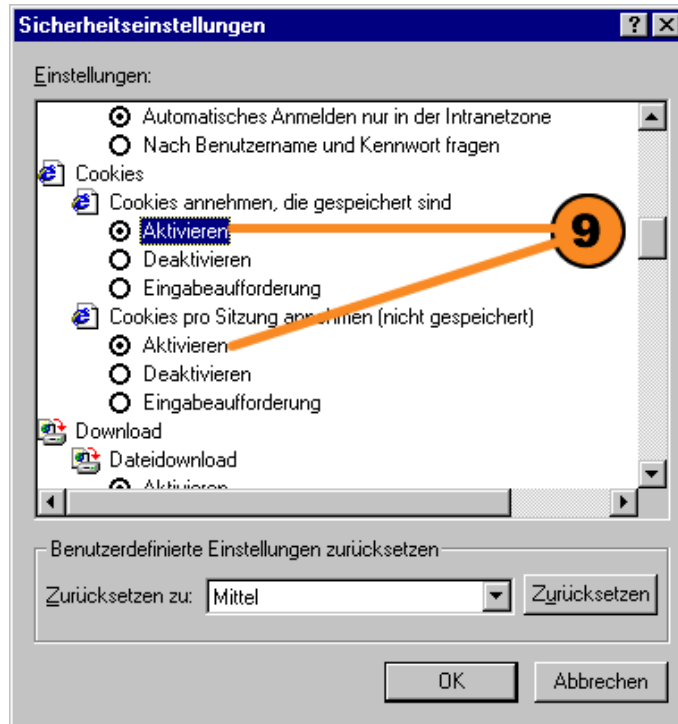 Sicherheitseinstellungen
Einstellungen:
Automatisches Anmelden nur in der Intranetzone
Nach Benutzername und Kennwort fragen
Cookies
Cookies annehmen, die gespeichert sind
Aktivieren
9
Deaktivieren
Eingabeaufforderung
Cookies pro Sitzung annehmen (nicht gespeichert)
Aktivieren
Deaktivieren
Eingabeaufforderung
Download
Dateidownload
Aktivieren
Benutzerdefinierte Einstellungen zurücksetzen
Zurücksetzen zu: Mittel Zurücksetzen
OK Abbrechen